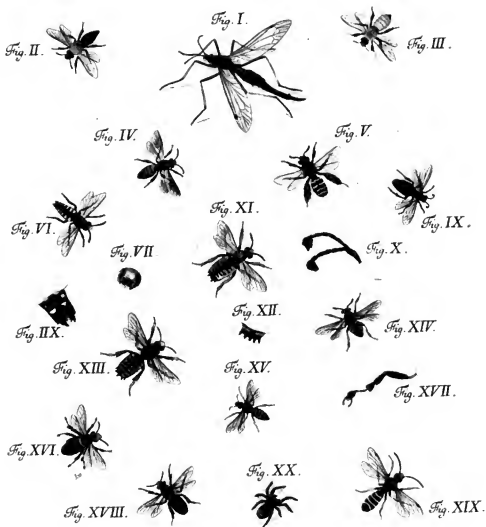 Fig. I.
Fig. II.
Fig. III.
Fig. IV.
Fig. V.
Fig. VI.
Fig. VII
Fig. XI.
Fig. X.
Fig. IX.
Fig. IIX.
Fig. XII.
Fig. XIV.
Fig. XIII.
Fig. XV.
Fig. XVII.
Fig. XVI.
Fig. XVIII.
Fig. XX.
Fig. XIX.